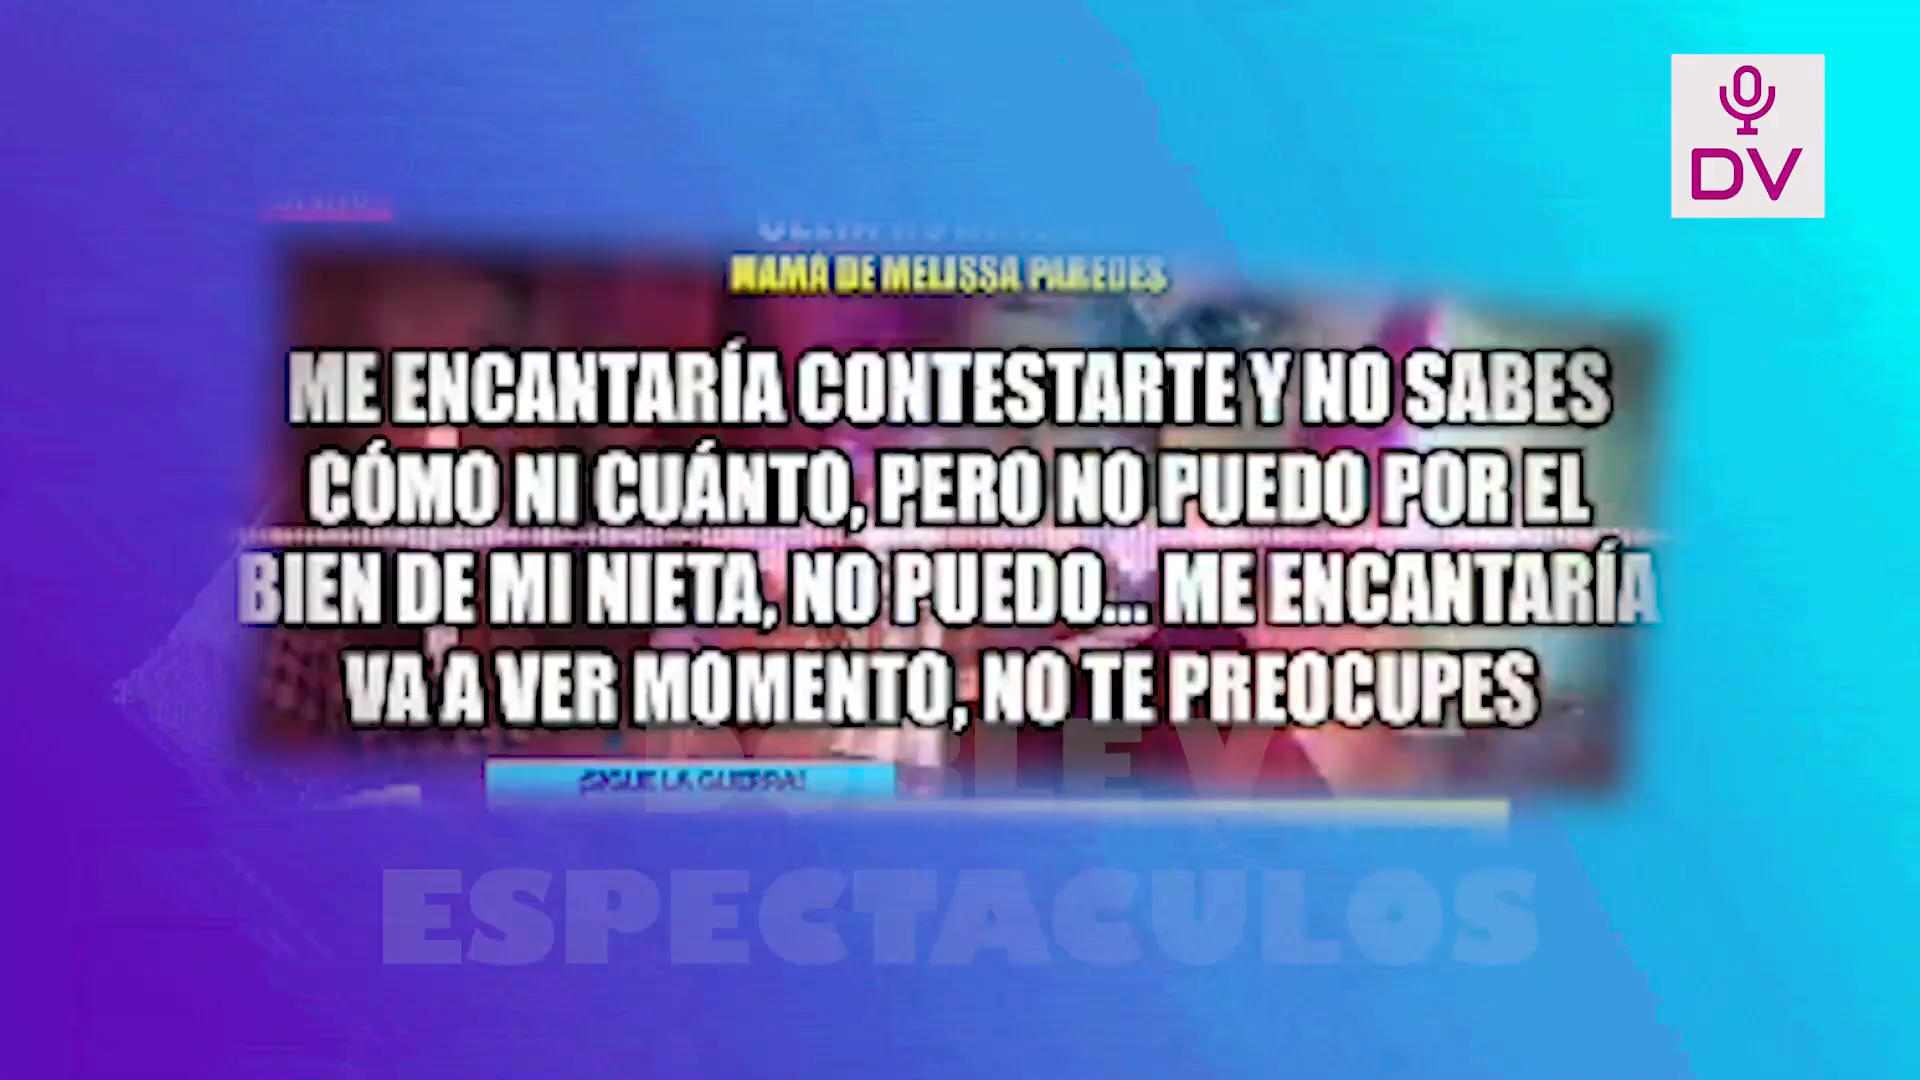 DV
MAMÁ DE MELISSA PAREDES
ME ENCANTARÍA CONTESTARTE Y NO SABES
CÓMO NI CUÁNTO, PERO NO PUEDO POR EL
BIEN DE MI NIETA, NO PUEDO... ME ENCANTARÍA
VA A VER MOMENTO, NO TE PREOCUPES
¡SIGUE LA GUERRA!
DOBLE V
ESPECTACULOS